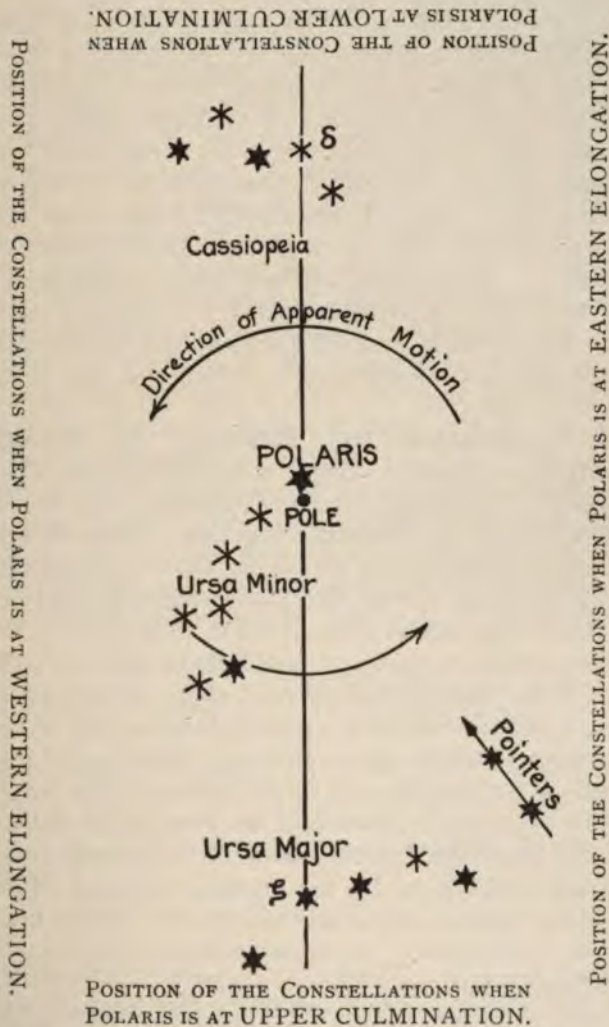 POSITION OF THE CONSTELLATIONS WHEN
POLARIS IS AT LOWER CULMINATION.
POSITION OF THE CONSTELLATIONS WHEN POLARIS IS AT WESTERN ELONGATION.
δ
Cassiopeia
Direction of Apparent Motion
POLARIS
POLE
Ursa Minor
Pointers
Ursa Major
ξ
POSITION OF THE CONSTELLATIONS WHEN POLARIS IS AT EASTERN ELONGATION.
POSITION OF THE CONSTELLATIONS WHEN
POLARIS IS AT UPPER CULMINATION.